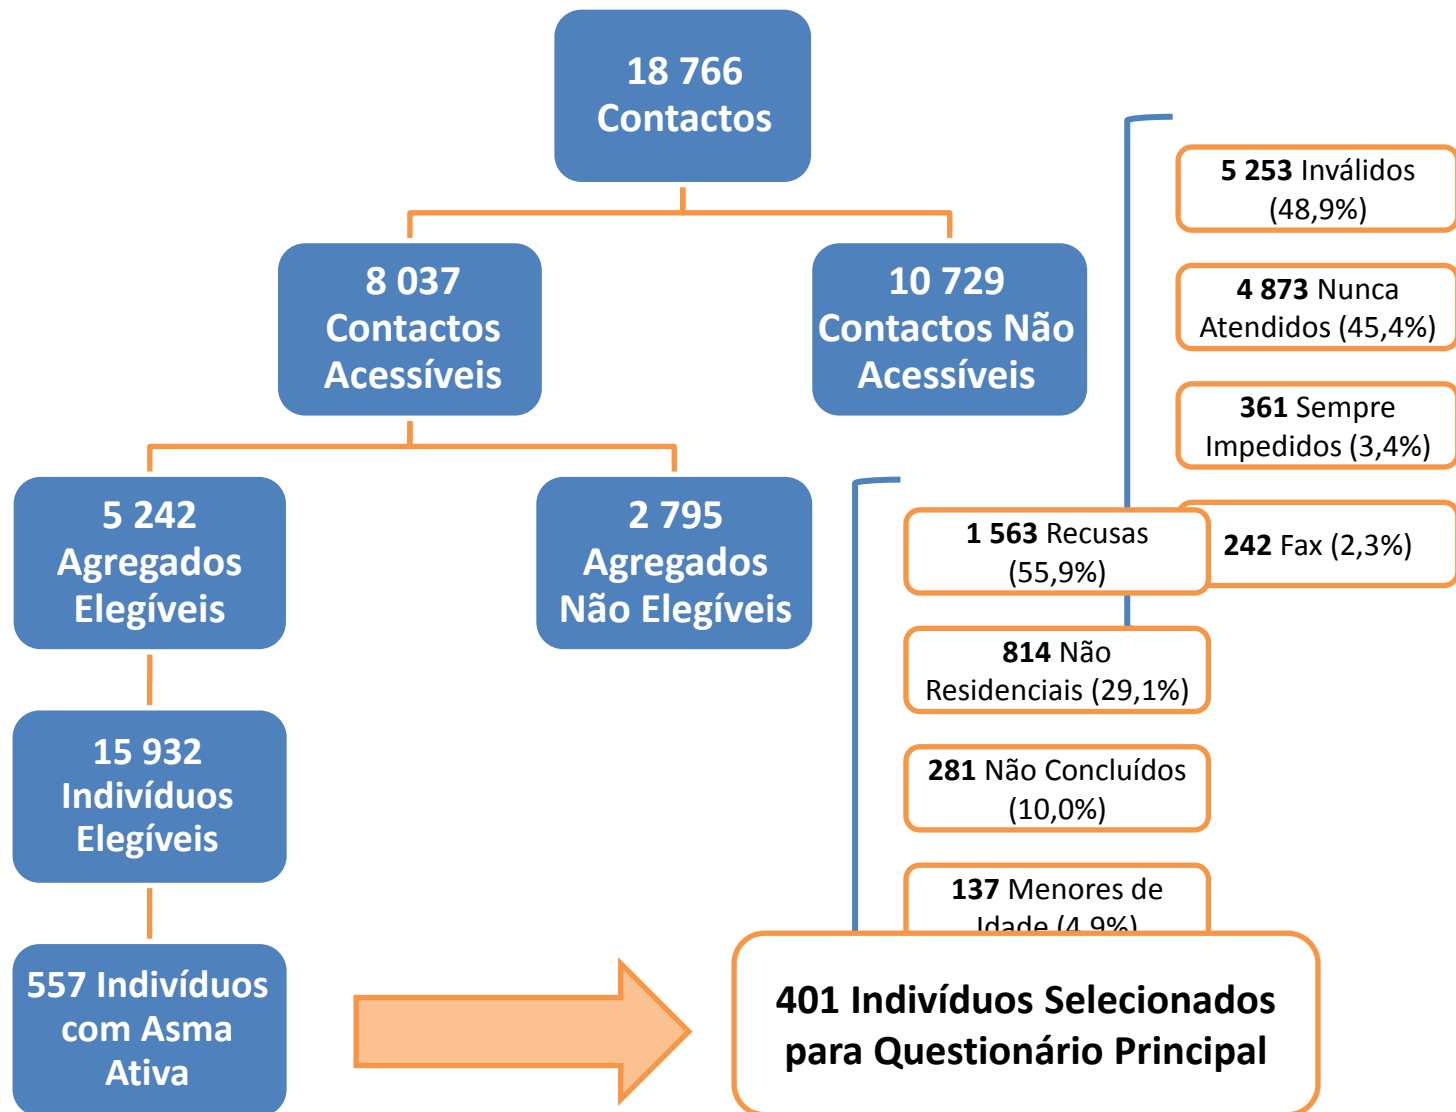 18 766
Contactos
8 037
Contactos
Acessíveis
10 729
Contactos Não
Acessíveis
5 253 Inválidos
(48,9%)
4 873 Nunca
Atendidos (45,4%)
361 Sempre
Impedidos (3,4%)
242 Fax (2,3%)
5 242
Agregados
Elegíveis
2 795
Agregados
Não Elegíveis
1 563 Recusas
(55,9%)
814 Não
Residenciais (29,1%)
281 Não Concluídos
(10,0%)
137 Menores de
Idade (4,9%)
15 932
Indivíduos
Elegíveis
557 Indivíduos
com Asma
Ativa
401 Indivíduos Selecionados
para Questionário Principal